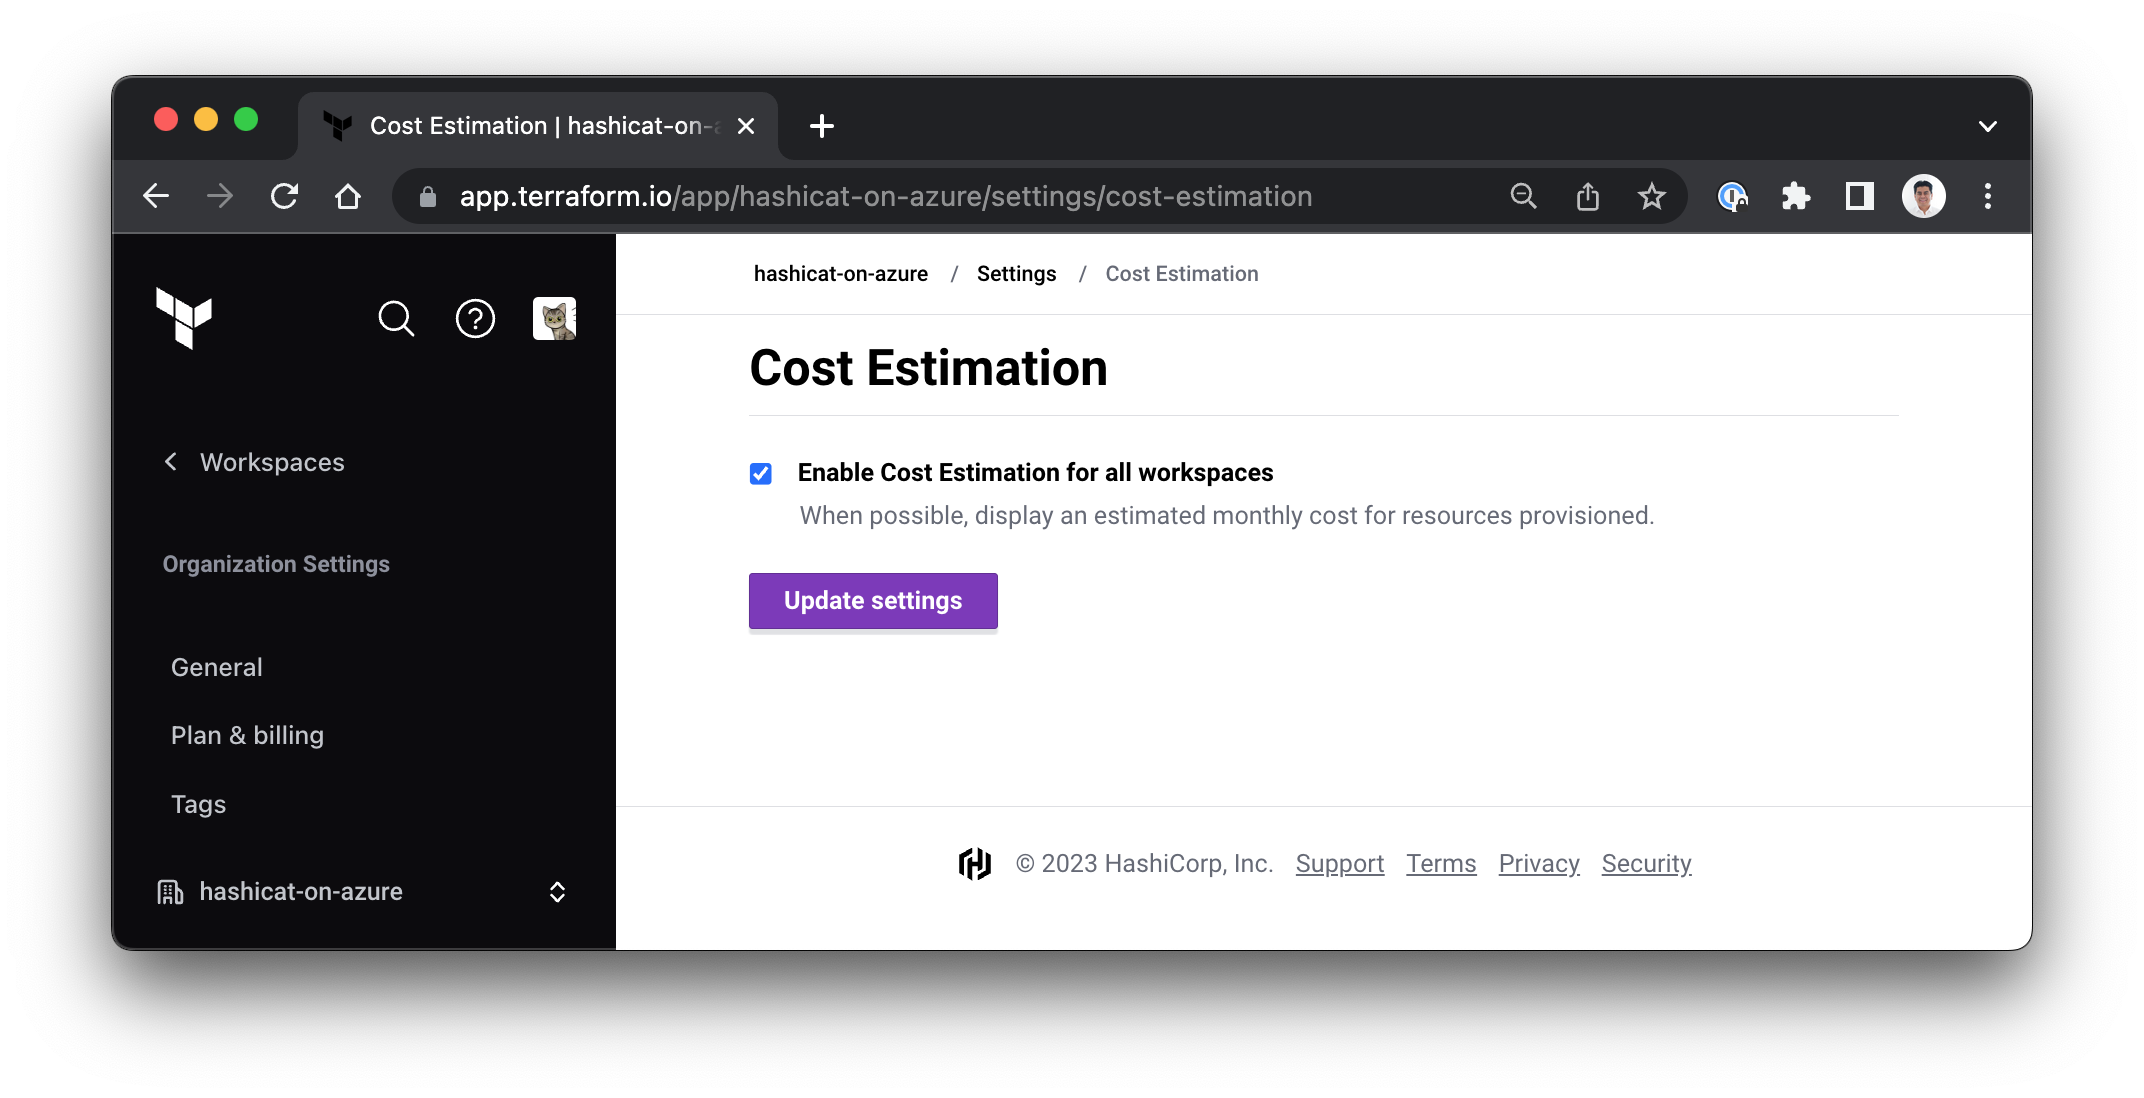 Cost Estimation | hashicat-on-
app.terraform.io/app/hashicat-on-azure/settings/cost-estimation
Workspaces
Organization Settings
General
Plan & billing
Tags
hashicat-on-azure
hashicat-on-azure / Settings / Cost Estimation
Cost Estimation
Enable Cost Estimation for all workspaces
When possible, display an estimated monthly cost for resources provisioned.
Update settings
© 2023 HashiCorp, Inc. Support Terms Privacy Security